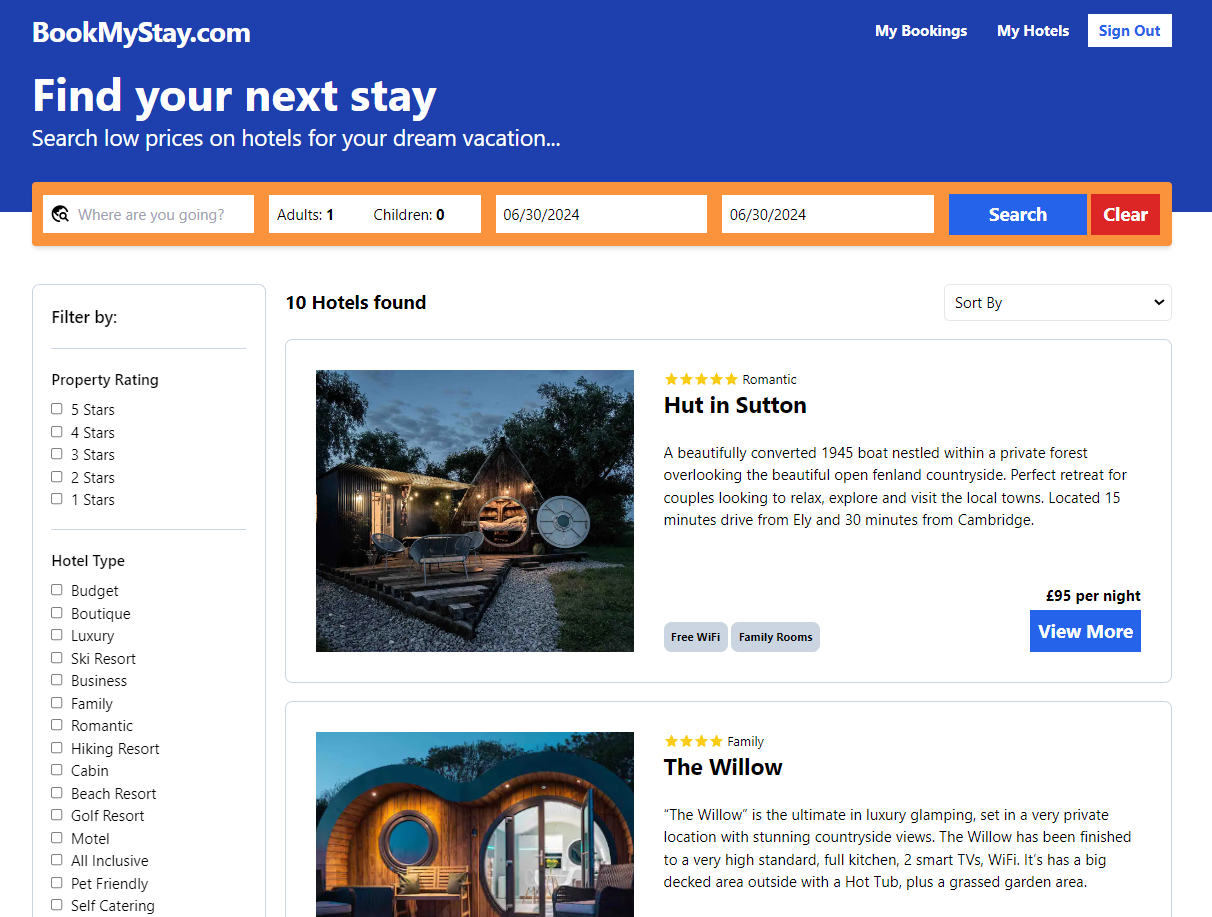 BookMyStay.com
My Bookings
My Hotels
Sign Out
Find your next stay
Search low prices on hotels for your dream vacation...
Where are you going?
Adults: 1
Children: 0
06/30/2024
06/30/2024
Search
Clear
Filter by:
Property Rating
5 Stars
4 Stars
3 Stars
2 Stars
1 Stars
Hotel Type
Budget
Boutique
Luxury
Ski Resort
Business
Family
Romantic
Hiking Resort
Cabin
Beach Resort
Golf Resort
Motel
All Inclusive
Pet Friendly
Self Catering
10 Hotels found
Sort By
Romantic
Hut in Sutton
A beautifully converted 1945 boat nestled within a private forest
overlooking the beautiful open fenland countryside. Perfect retreat for
couples looking to relax, explore and visit the local towns. Located 15
minutes drive from Ely and 30 minutes from Cambridge.
£95 per night
Free WiFi
Family Rooms
View More
Family
The Willow
“The Willow” is the ultimate in luxury glamping, set in a very private
location with stunning countryside views. The Willow has been finished
to a very high standard, full kitchen, 2 smart TVs, WiFi. It’s has a big
decked area outside with a Hot Tub, plus a grassed garden area.